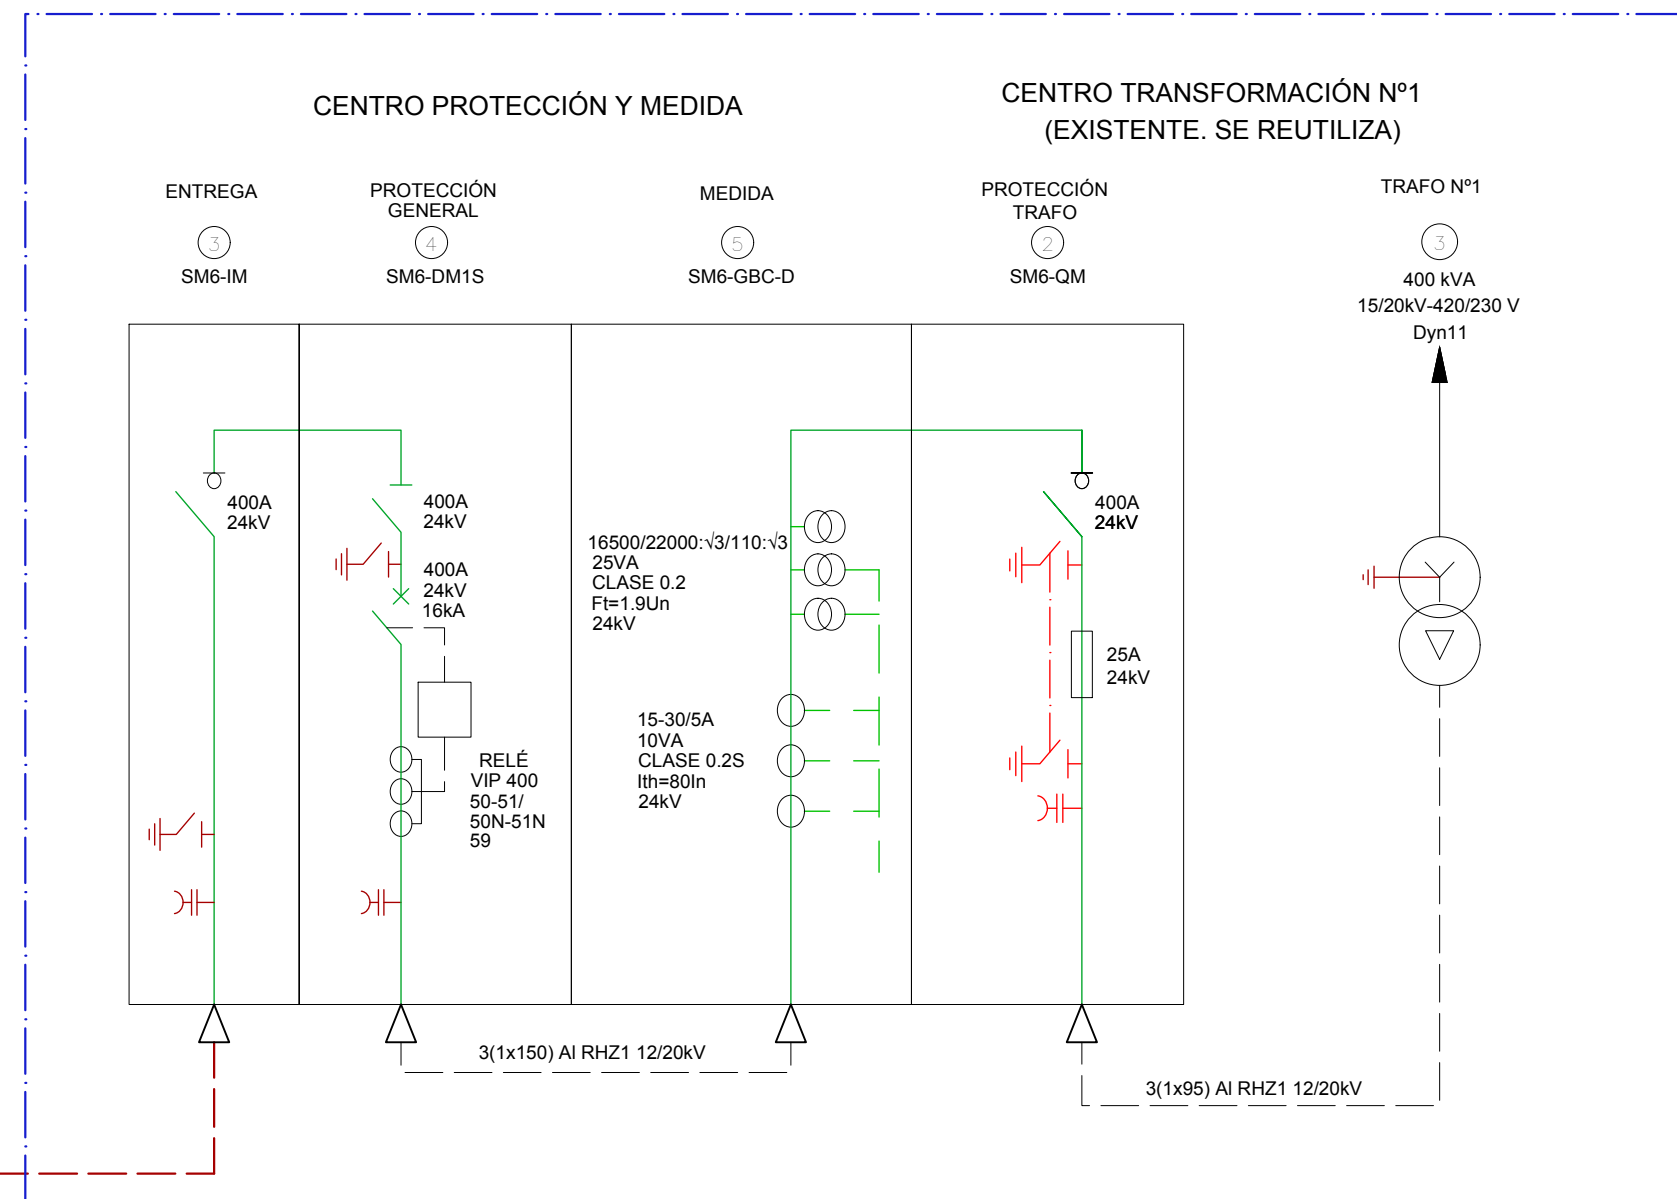 CENTRO PROTECCIÓN Y MEDIDA
CENTRO TRANSFORMACIÓN Nº1
(EXISTENTE. SE REUTILIZA)
ENTREGA
3
SM6-IM
PROTECCIÓN
GENERAL
4
SM6-DM1S
MEDIDA
5
SM6-GBC-D
PROTECCIÓN
TRAFO
2
SM6-QM
TRAFO Nº1
3
400 kVA
15/20kV-420/230 V
Dyn11
400A
24kV
400A
24kV
400A
24kV
16kA
RELÉ
VIP 400
50-51/
50N-51N
59
16500/22000:√3/110:√3
25VA
CLASE 0.2
Ft=1.9Un
24kV
15-30/5A
10VA
CLASE 0.2S
Ith=80In
24kV
400A
24kV
25A
24kV
3(1x150) Al RHZ1 12/20kV
3(1x95) Al RHZ1 12/20kV